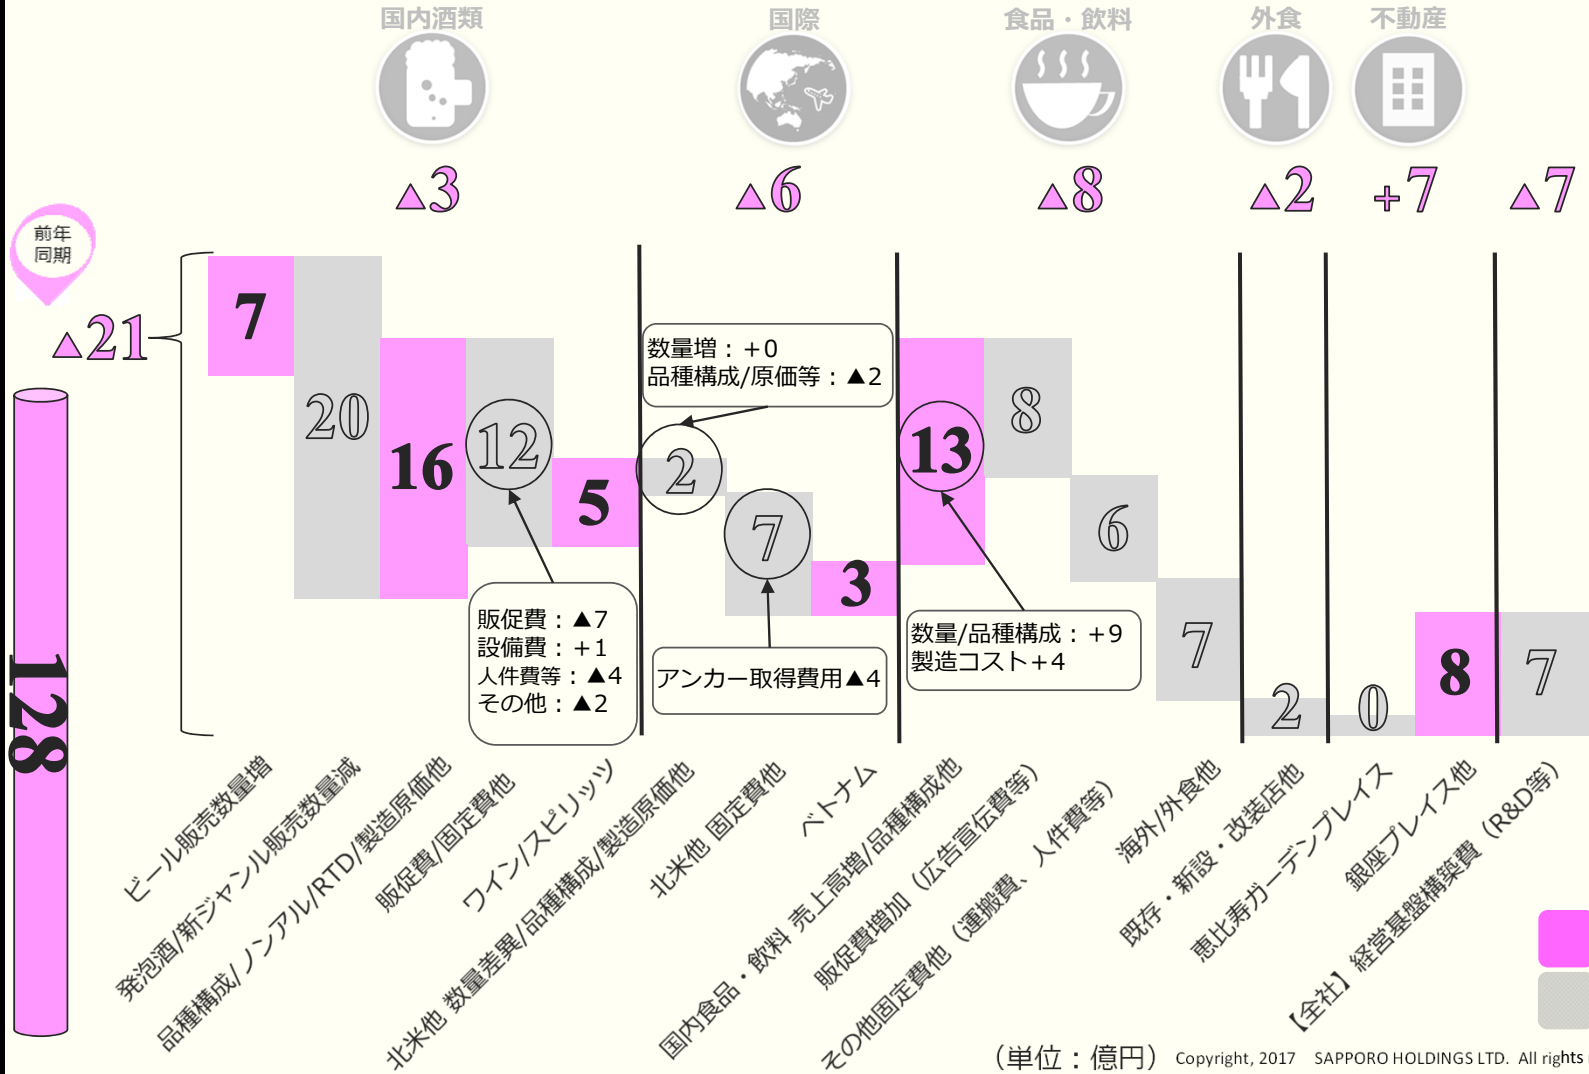 国内酒類
国際
食品・飲料
外食
不動産
▲3
▲6
▲8
▲2
+7
▲7
前年
同期
▲21
128
7
20
16
12
5
2
7
3
13
8
6
7
2
0
8
7
数量増：+0
品種構成/原価等：▲2
販促費：▲7
設備費：+1
人件費等：▲4
その他：▲2
アンカー取得費用▲4
数量/品種構成：+9
製造コスト+4
ビール販売数量増
発泡酒/新ジャンル販売数量減
品種構成/ノンアル/RTD/製造原価他
販促費/固定費他
ワイン/スピリッツ
北米他 数量差異/品種構成/製造原価他
北米他 固定費他
ベトナム
国内食品・飲料 売上高増/品種構成他
販促費増加（広告宣伝費等）
その他固定費他（運搬費、人件費等）
海外/外食他
既存・新設・改装店他
恵比寿ガーデンプレイス
銀座プレイス他
【全社】経営基盤構築費（R&D等）
（単位：億円）
Copyright, 2017 SAPPORO HOLDINGS LTD. All rights